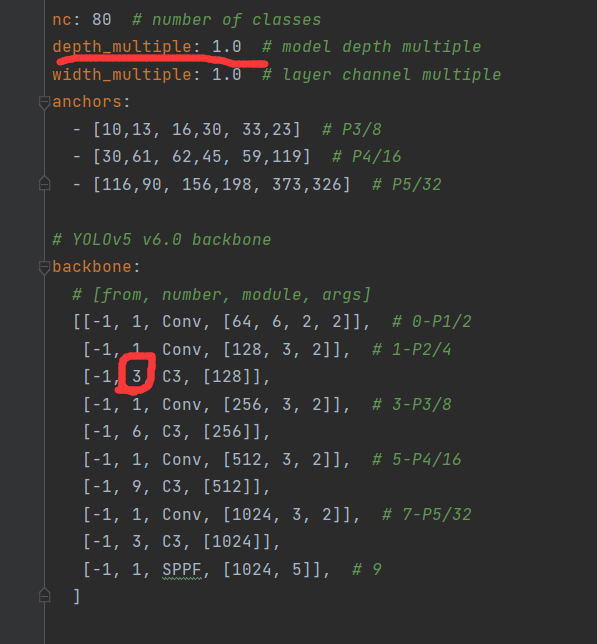 nc: 80  # number of classes
depth_multiple: 1.0  # model depth multiple
width_multiple: 1.0  # layer channel multiple
anchors:
  - [10,13, 16,30, 33,23]  # P3/8
  - [30,61, 62,45, 59,119]  # P4/16
  - [116,90, 156,198, 373,326]  # P5/32
# YOLOv5 v6.0 backbone
backbone:
  # [from, number, module, args]
  [[-1, 1, Conv, [64, 6, 2, 2]],  # 0-P1/2
   [-1, 1, Conv, [128, 3, 2]],  # 1-P2/4
   [-1, 3, C3, [128]],
   [-1, 1, Conv, [256, 3, 2]],  # 3-P3/8
   [-1, 6, C3, [256]],
   [-1, 1, Conv, [512, 3, 2]],  # 5-P4/16
   [-1, 9, C3, [512]],
   [-1, 1, Conv, [1024, 3, 2]],  # 7-P5/32
   [-1, 3, C3, [1024]],
   [-1, 1, SPPF, [1024, 5]],  # 9
  ]